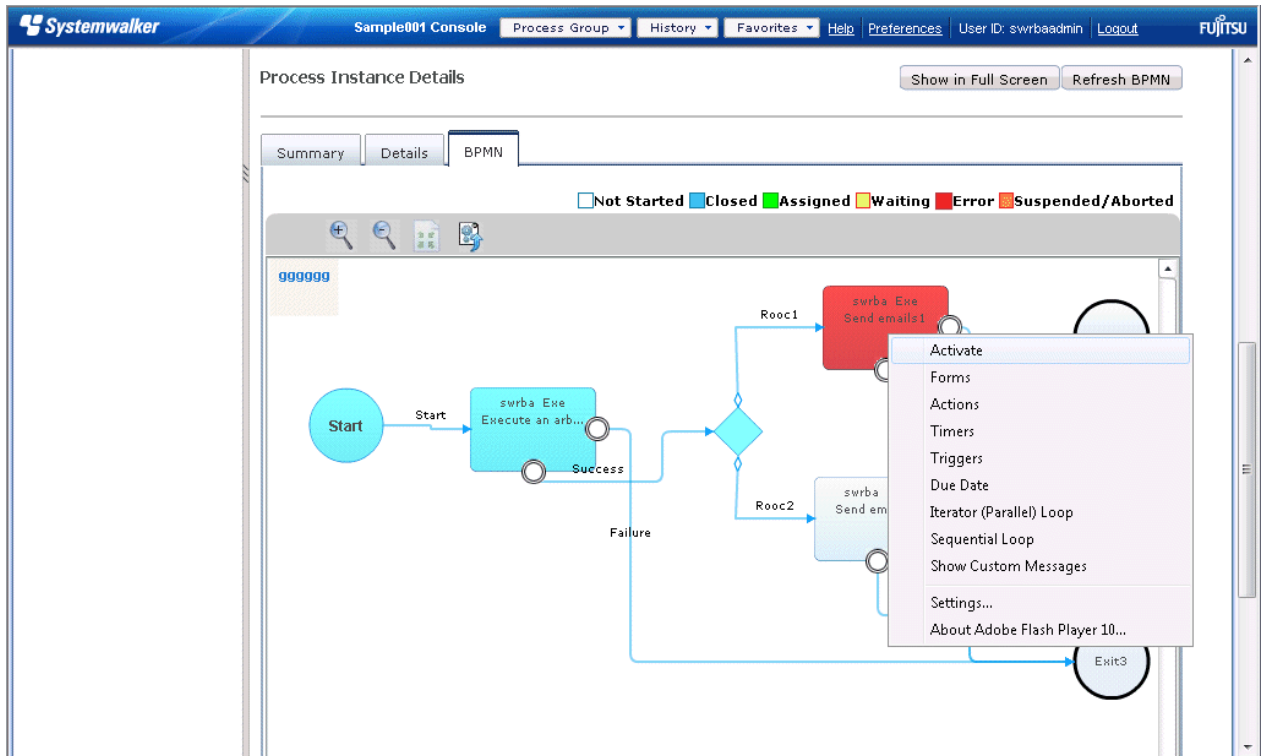 Systemwalker
Sample001 Console Process Group History Favorites Help Preferences User ID: swrbaadmin Logout FUJITSU
Process Instance Details
Show in Full Screen Refresh BPMN
Summary Details BPMN
Not Started Closed Assigned Waiting Error Suspended/Aborted
gggggg
swrba Exe
Send emails1
Rooc1
Start
Start
swrba Exe
Execute an arb...
Success
Failure
Rooc2
swrba
Send em
Activate
Forms
Actions
Timers
Triggers
Due Date
Iterator (Parallel) Loop
Sequential Loop
Show Custom Messages
Settings...
About Adobe Flash Player 10...
Exit3